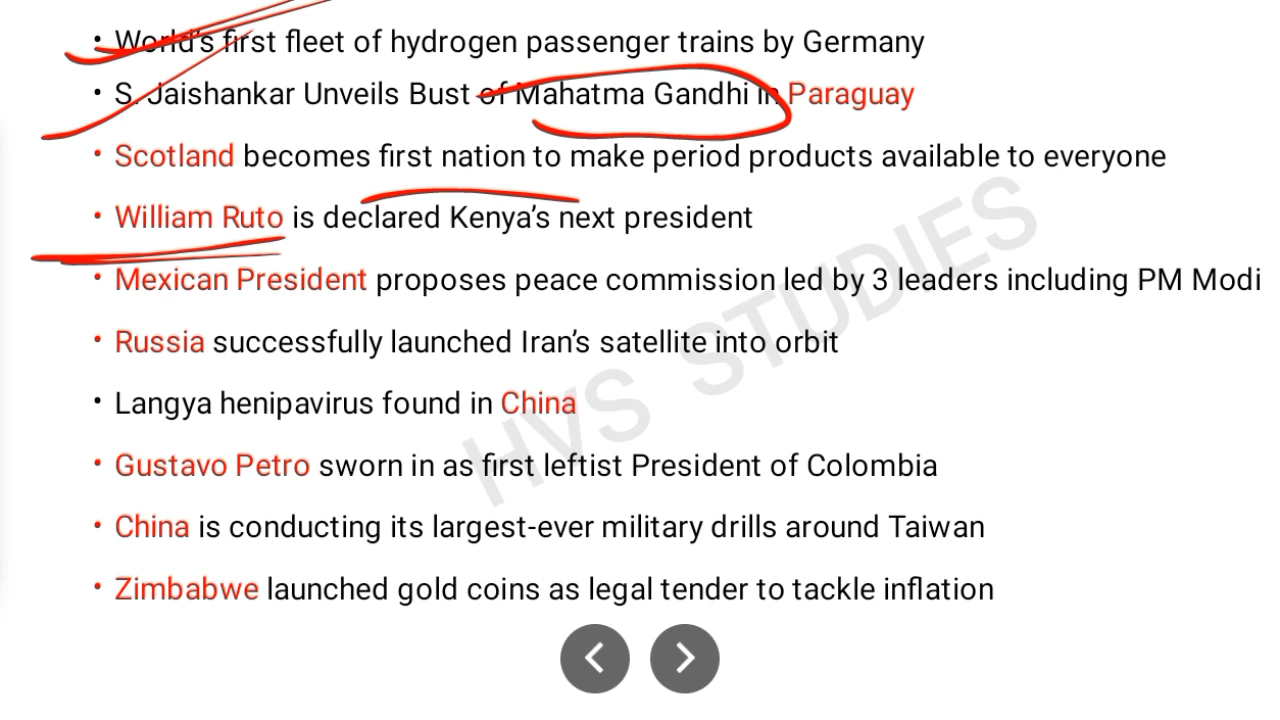 • World's first fleet of hydrogen passenger trains by Germany
• S. Jaishankar Unveils Bust of Mahatma Gandhi in Paraguay
• Scotland becomes first nation to make period products available to everyone
• William Ruto is declared Kenya's next president
• Mexican President proposes peace commission led by 3 leaders including PM Modi
• Russia successfully launched Iran's satellite into orbit
• Langya henipavirus found in China
• Gustavo Petro sworn in as first leftist President of Colombia
• China is conducting its largest-ever military drills around Taiwan
• Zimbabwe launched gold coins as legal tender to tackle inflation
HVS STUDIES